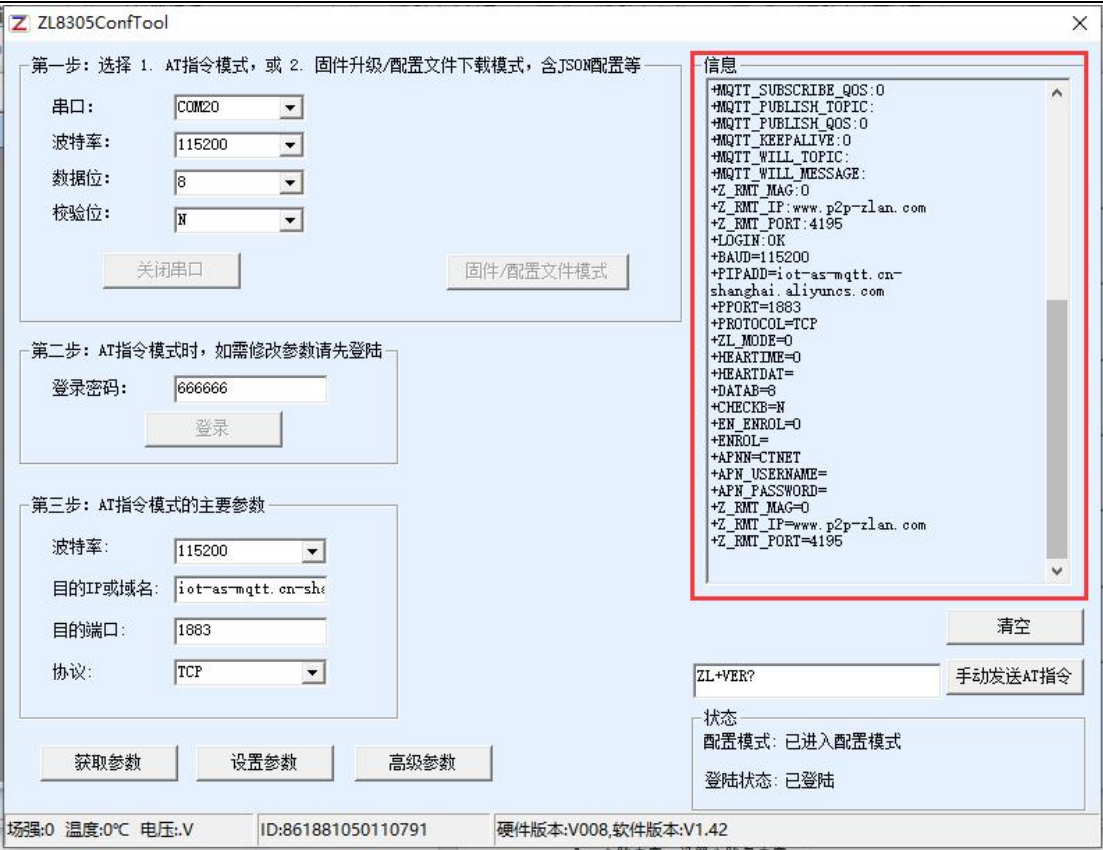 ZL8305ConfTool
第一步：选择 1. AT指令模式，或 2. 固件升级/配置文件下载模式，含JSON配置等
串口：
COM20
波特率：
115200
数据位：
8
校验位：
N
关闭串口
固件/配置文件模式
第二步：AT指令模式时，如需修改参数请先登陆
登录密码：
666666
登录
第三步：AT指令模式的主要参数
波特率：
115200
目的IP或域名：
iot-as-mqtt.cn-sha
目的端口：
1883
协议：
TCP
获取参数
设置参数
高级参数
信息
+MQTT_SUBSCRIBE_QOS:0
+MQTT_PUBLISH_TOPIC:
+MQTT_PUBLISH_QOS:0
+MQTT_KEEPALIVE:0
+MQTT_WILL_TOPIC:
+MQTT_WILL_MESSAGE:
+Z_RMT_MAG:0
+Z_RMT_IP:www.p2p-zlan.com
+Z_RMT_PORT:4195
+LOGIN:OK
+BAUD=115200
+PIPADD=iot-as-mqtt.cn-
shanghai.aliyuncs.com
+PPORT=1883
+PROTOCOL=TCP
+ZL_MODE=0
+HEARTIME=0
+HEARTDAT=
+DATAB=8
+CHECKB=N
+EN_ENROL=0
+ENROL=
+APNN=CTNET
+APN_USERNAME=
+APN_PASSWORD=
+Z_RMT_MAG=0
+Z_RMT_IP=www.p2p-zlan.com
+Z_RMT_PORT=4195
清空
ZL+VER?
手动发送AT指令
状态
配置模式：已进入配置模式
登陆状态：已登陆
场强:0 温度:0℃ 电压:.V
ID:861881050110791
硬件版本:V008,软件版本:V1.42